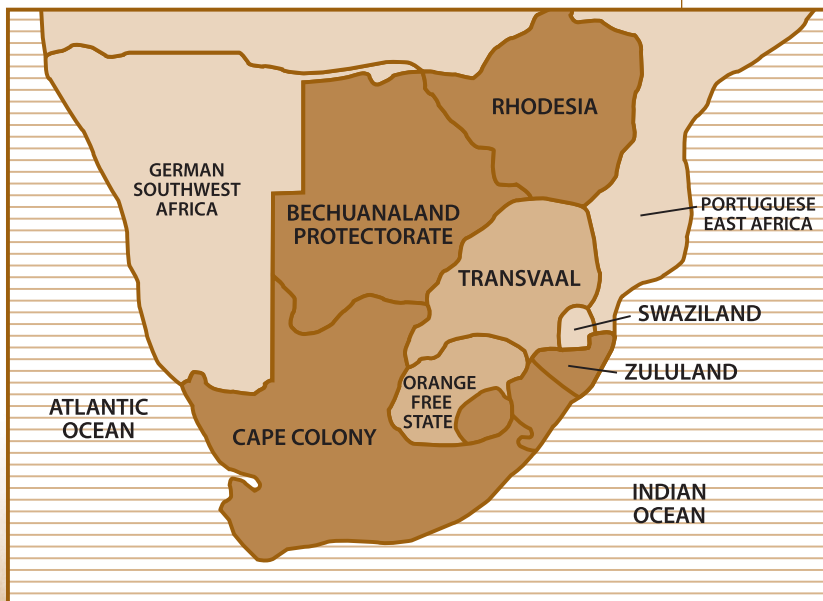 RHODESIA
GERMAN
SOUTHWEST
AFRICA
BECHUANALAND
PROTECTORATE
PORTUGUESE
EAST AFRICA
TRANSVAAL
SWAZILAND
ZULULAND
ORANGE
FREE
STATE
ATLANTIC
OCEAN
CAPE COLONY
INDIAN
OCEAN